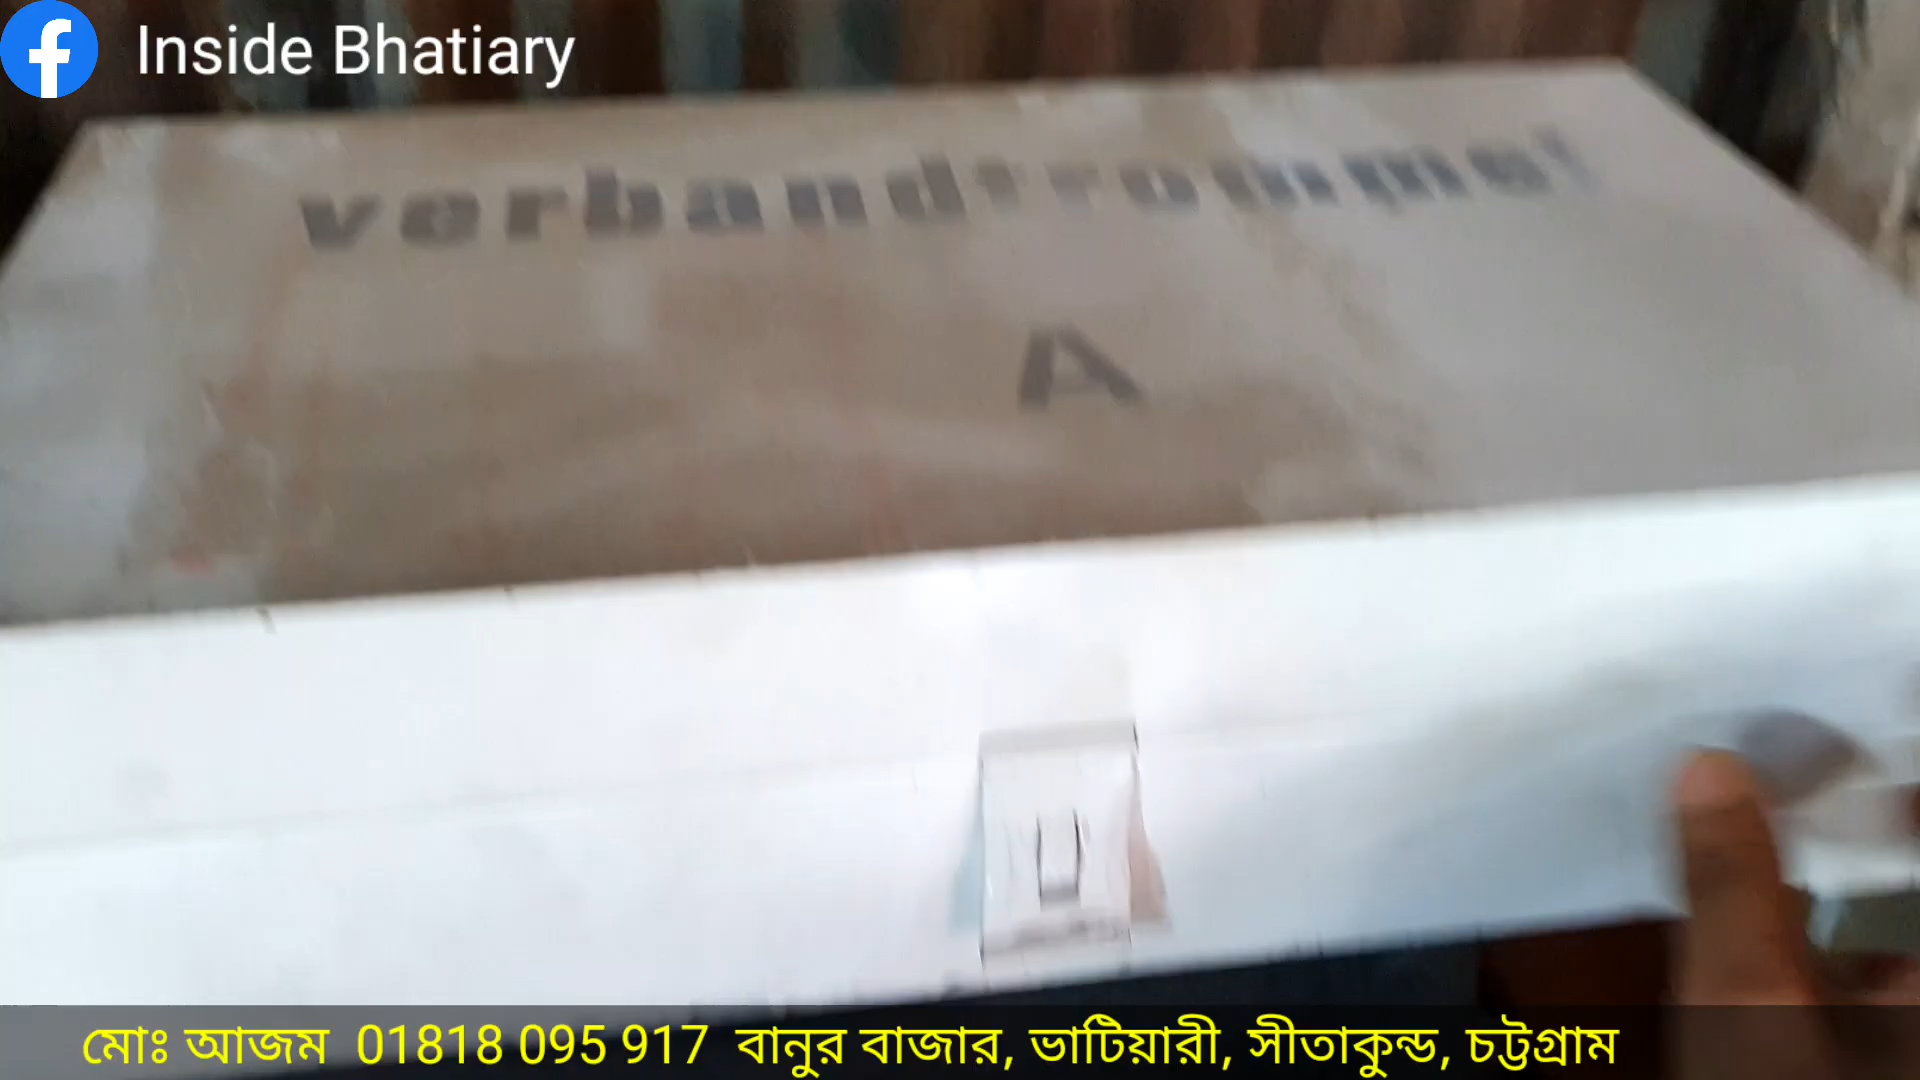 Inside Bhatiary
verbandtrommel
A
মোঃ আজম 01818 095 917 বানুর বাজার, ভাটিয়ারী, সীতাকুন্ড, চট্টগ্রাম